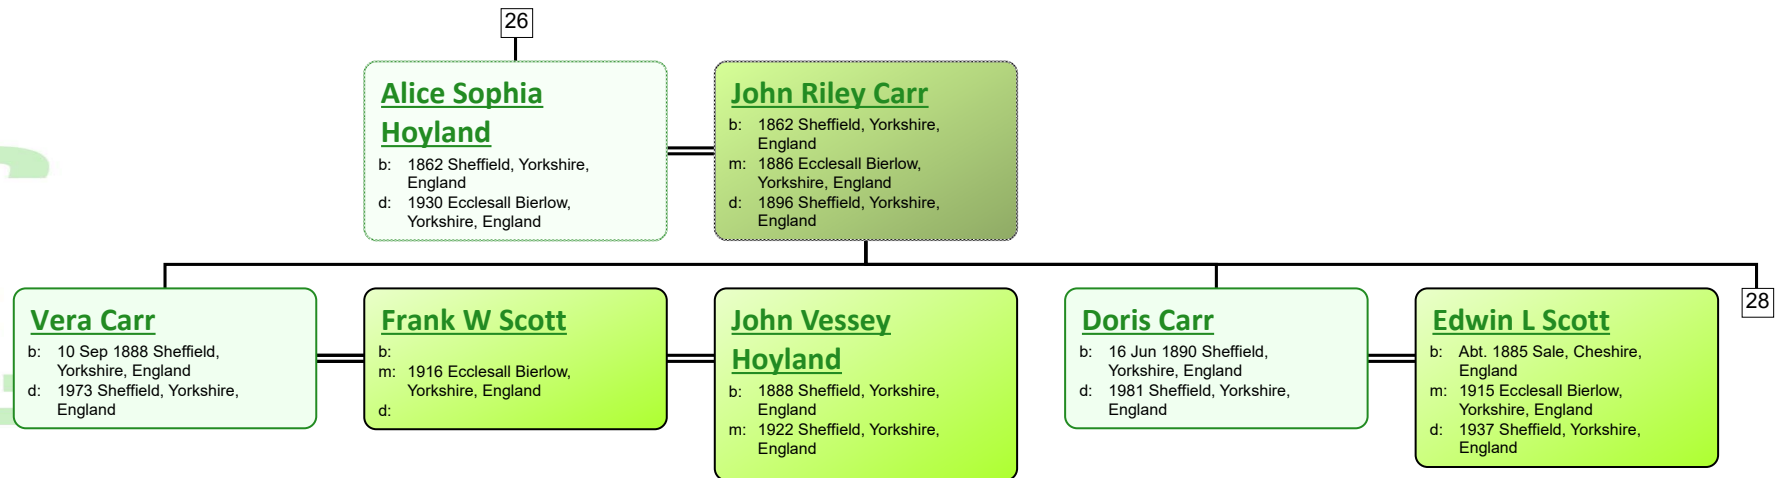 26
Alice Sophia
Hoyland
b: 1862 Sheffield, Yorkshire,
England
d: 1930 Ecclesall Bierlow,
Yorkshire, England
John Riley Carr
b: 1862 Sheffield, Yorkshire,
England
m: 1886 Ecclesall Bierlow,
Yorkshire, England
d: 1896 Sheffield, Yorkshire,
England
Vera Carr
b: 10 Sep 1888 Sheffield,
Yorkshire, England
d: 1973 Sheffield, Yorkshire,
England
Frank W Scott
b:
m: 1916 Ecclesall Bierlow,
Yorkshire, England
d:
John Vessey
Hoyland
b: 1888 Sheffield, Yorkshire,
England
m: 1922 Sheffield, Yorkshire,
England
Doris Carr
b: 16 Jun 1890 Sheffield,
Yorkshire, England
d: 1981 Sheffield, Yorkshire,
England
Edwin L Scott
b: Abt. 1885 Sale, Cheshire,
England
m: 1915 Ecclesall Bierlow,
Yorkshire, England
d: 1937 Sheffield, Yorkshire,
England
28